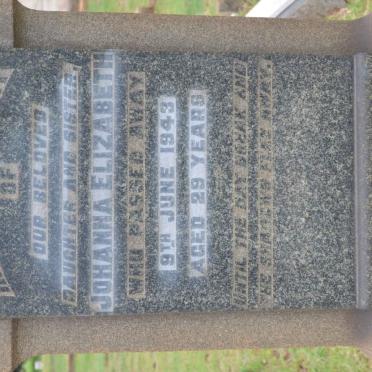 OF
OUR BELOVED
DAUGHTER AND SISTER
JOHANNA ELIZABETH
WHO PASSED AWAY
9TH JUNE 1943
AGED 29 YEARS
UNTIL THE DAY BREAK AND
THE SHADOWS FLEE AWAY.